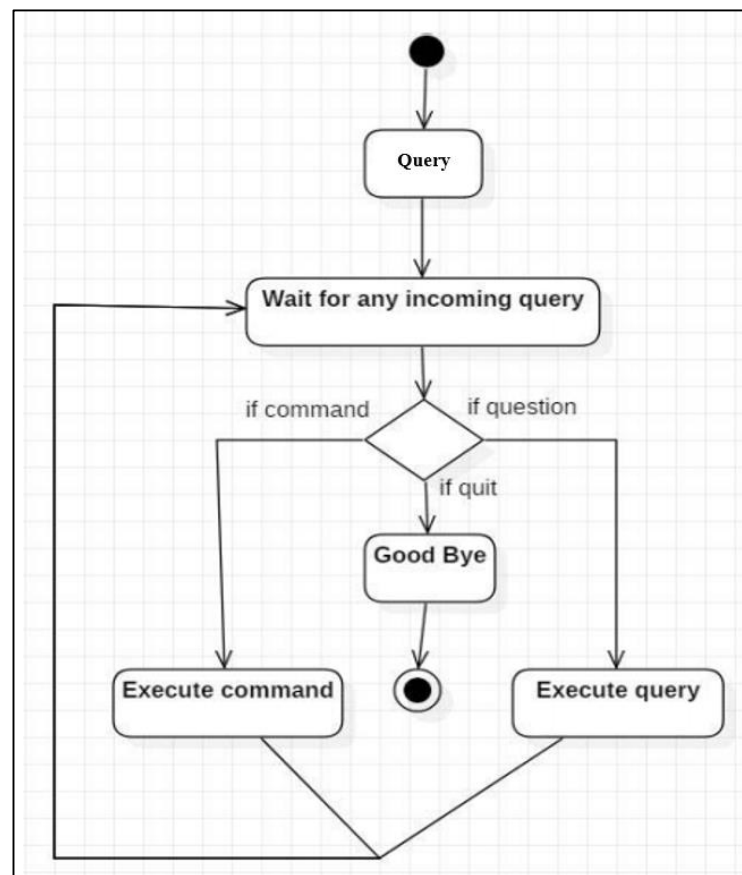 Query
Wait for any incoming query
if command
if question
if quit
Good Bye
Execute command
Execute query